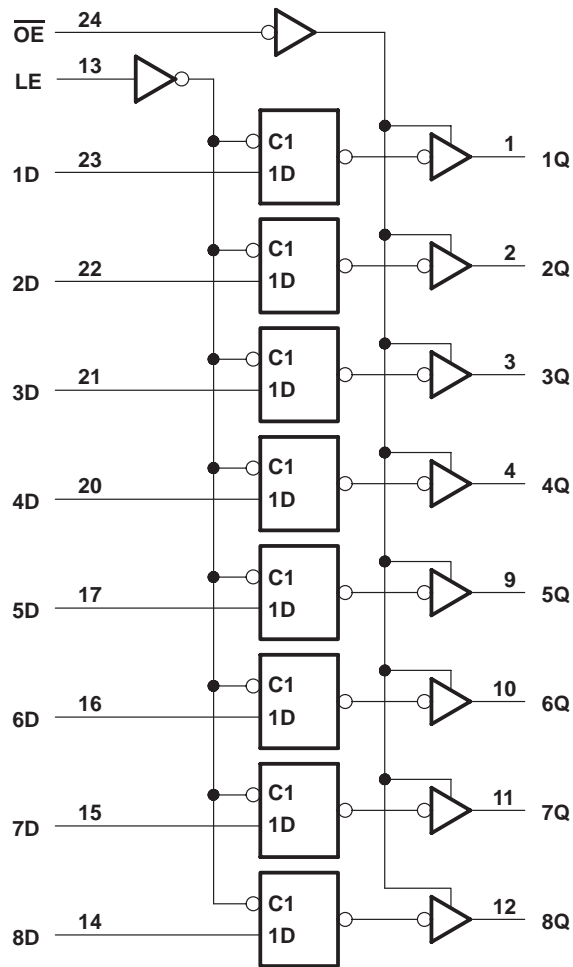 OE 24
LE 13
C1 1
1D 23 1D 1Q
C1 2
2D 22 1D 2Q
C1 3
3D 21 1D 3Q
C1 4
4D 20 1D 4Q
C1 9
5D 17 1D 5Q
C1 10
6D 16 1D 6Q
C1 11
7D 15 1D 7Q
C1 12
8D 14 1D 8Q